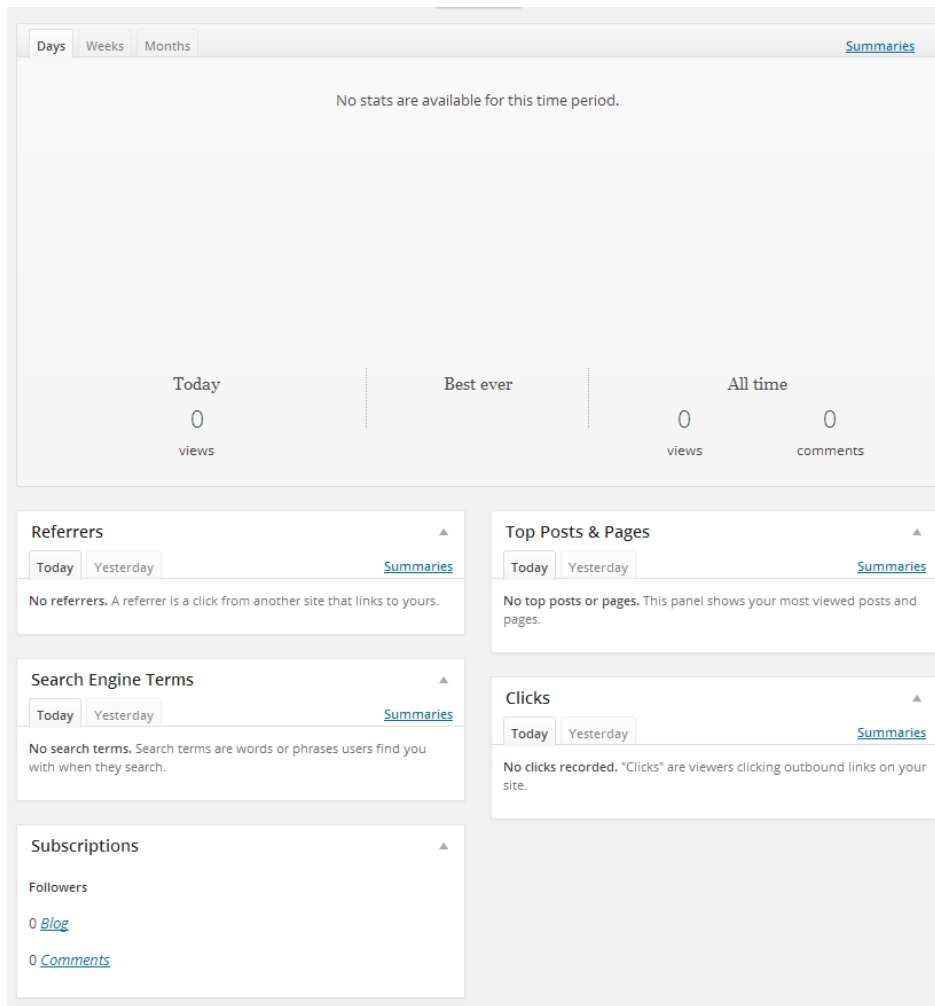 Days Weeks Months Summaries
No stats are available for this time period.
Today Best ever All time
0 0 0
views views comments
Referrers
Today Yesterday Summaries
No referrers. A referrer is a click from another site that links to yours.
Search Engine Terms
Today Yesterday Summaries
No search terms. Search terms are words or phrases users find you
with when they search.
Subscriptions
Followers
0 Blog
0 Comments
Top Posts & Pages
Today Yesterday Summaries
No top posts or pages. This panel shows your most viewed posts and
pages.
Clicks
Today Yesterday Summaries
No clicks recorded. "Clicks" are viewers clicking outbound links on your
site.